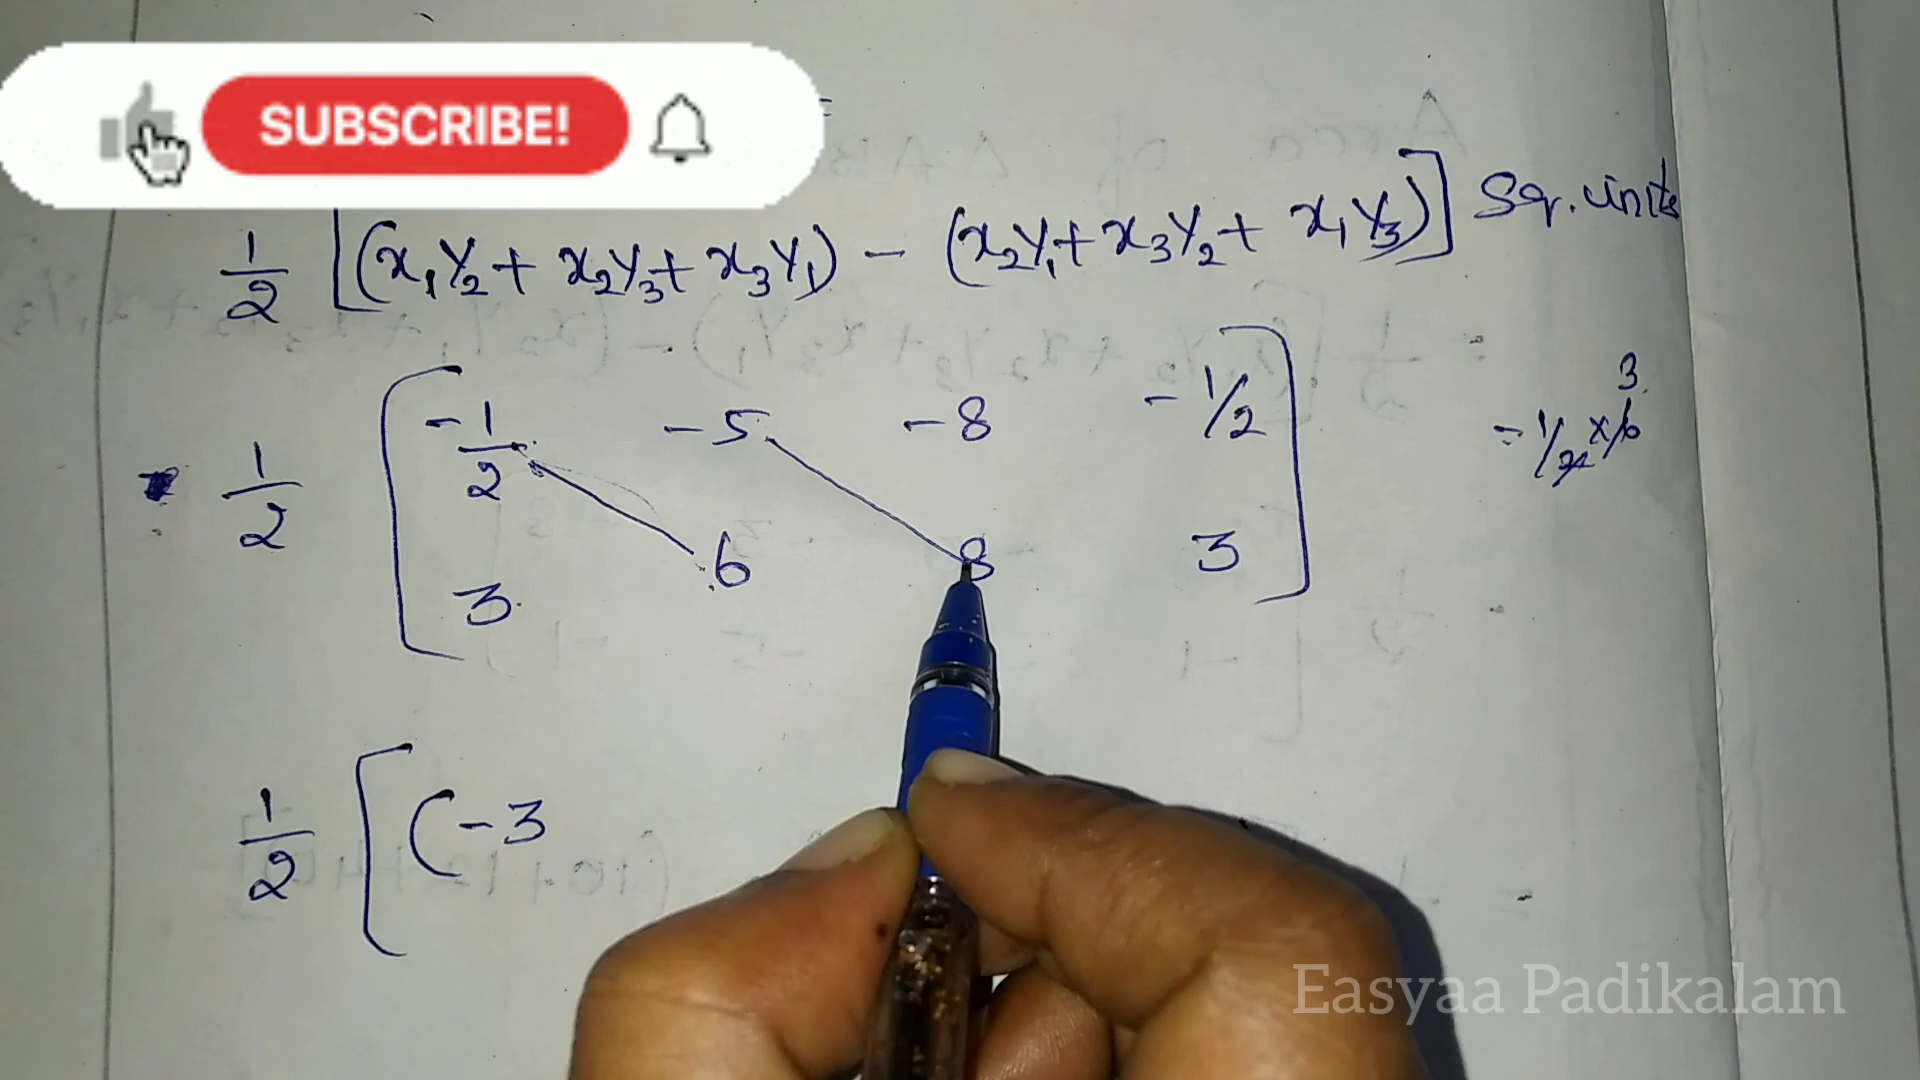 SUBSCRIBE!
1/2 [(x₁y₂ + x₂y₃ + x₃y₁) - (x₂y₁ + x₃y₂ + x₁y₃)] Sq. units
1/2 [ -1/2 -5 -8 -1/2 ]
3 6 8 3
-1/2 x 6 3
1/2 [(-3
Easyaa Padikalam